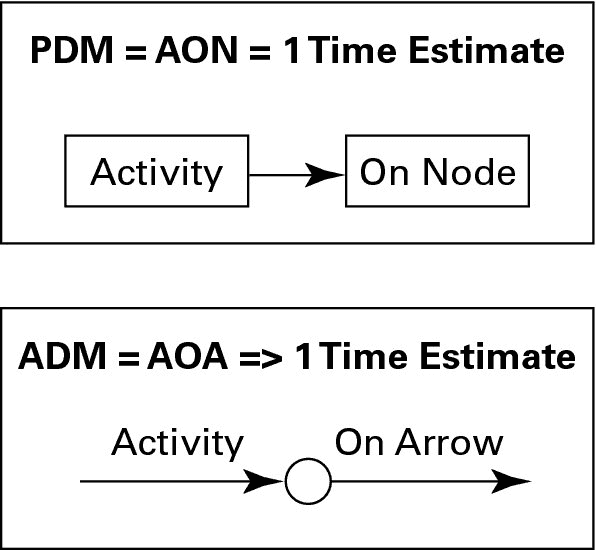 PDM = AON = 1 Time Estimate
Activity On Node
ADM = AOA => 1 Time Estimate
Activity On Arrow